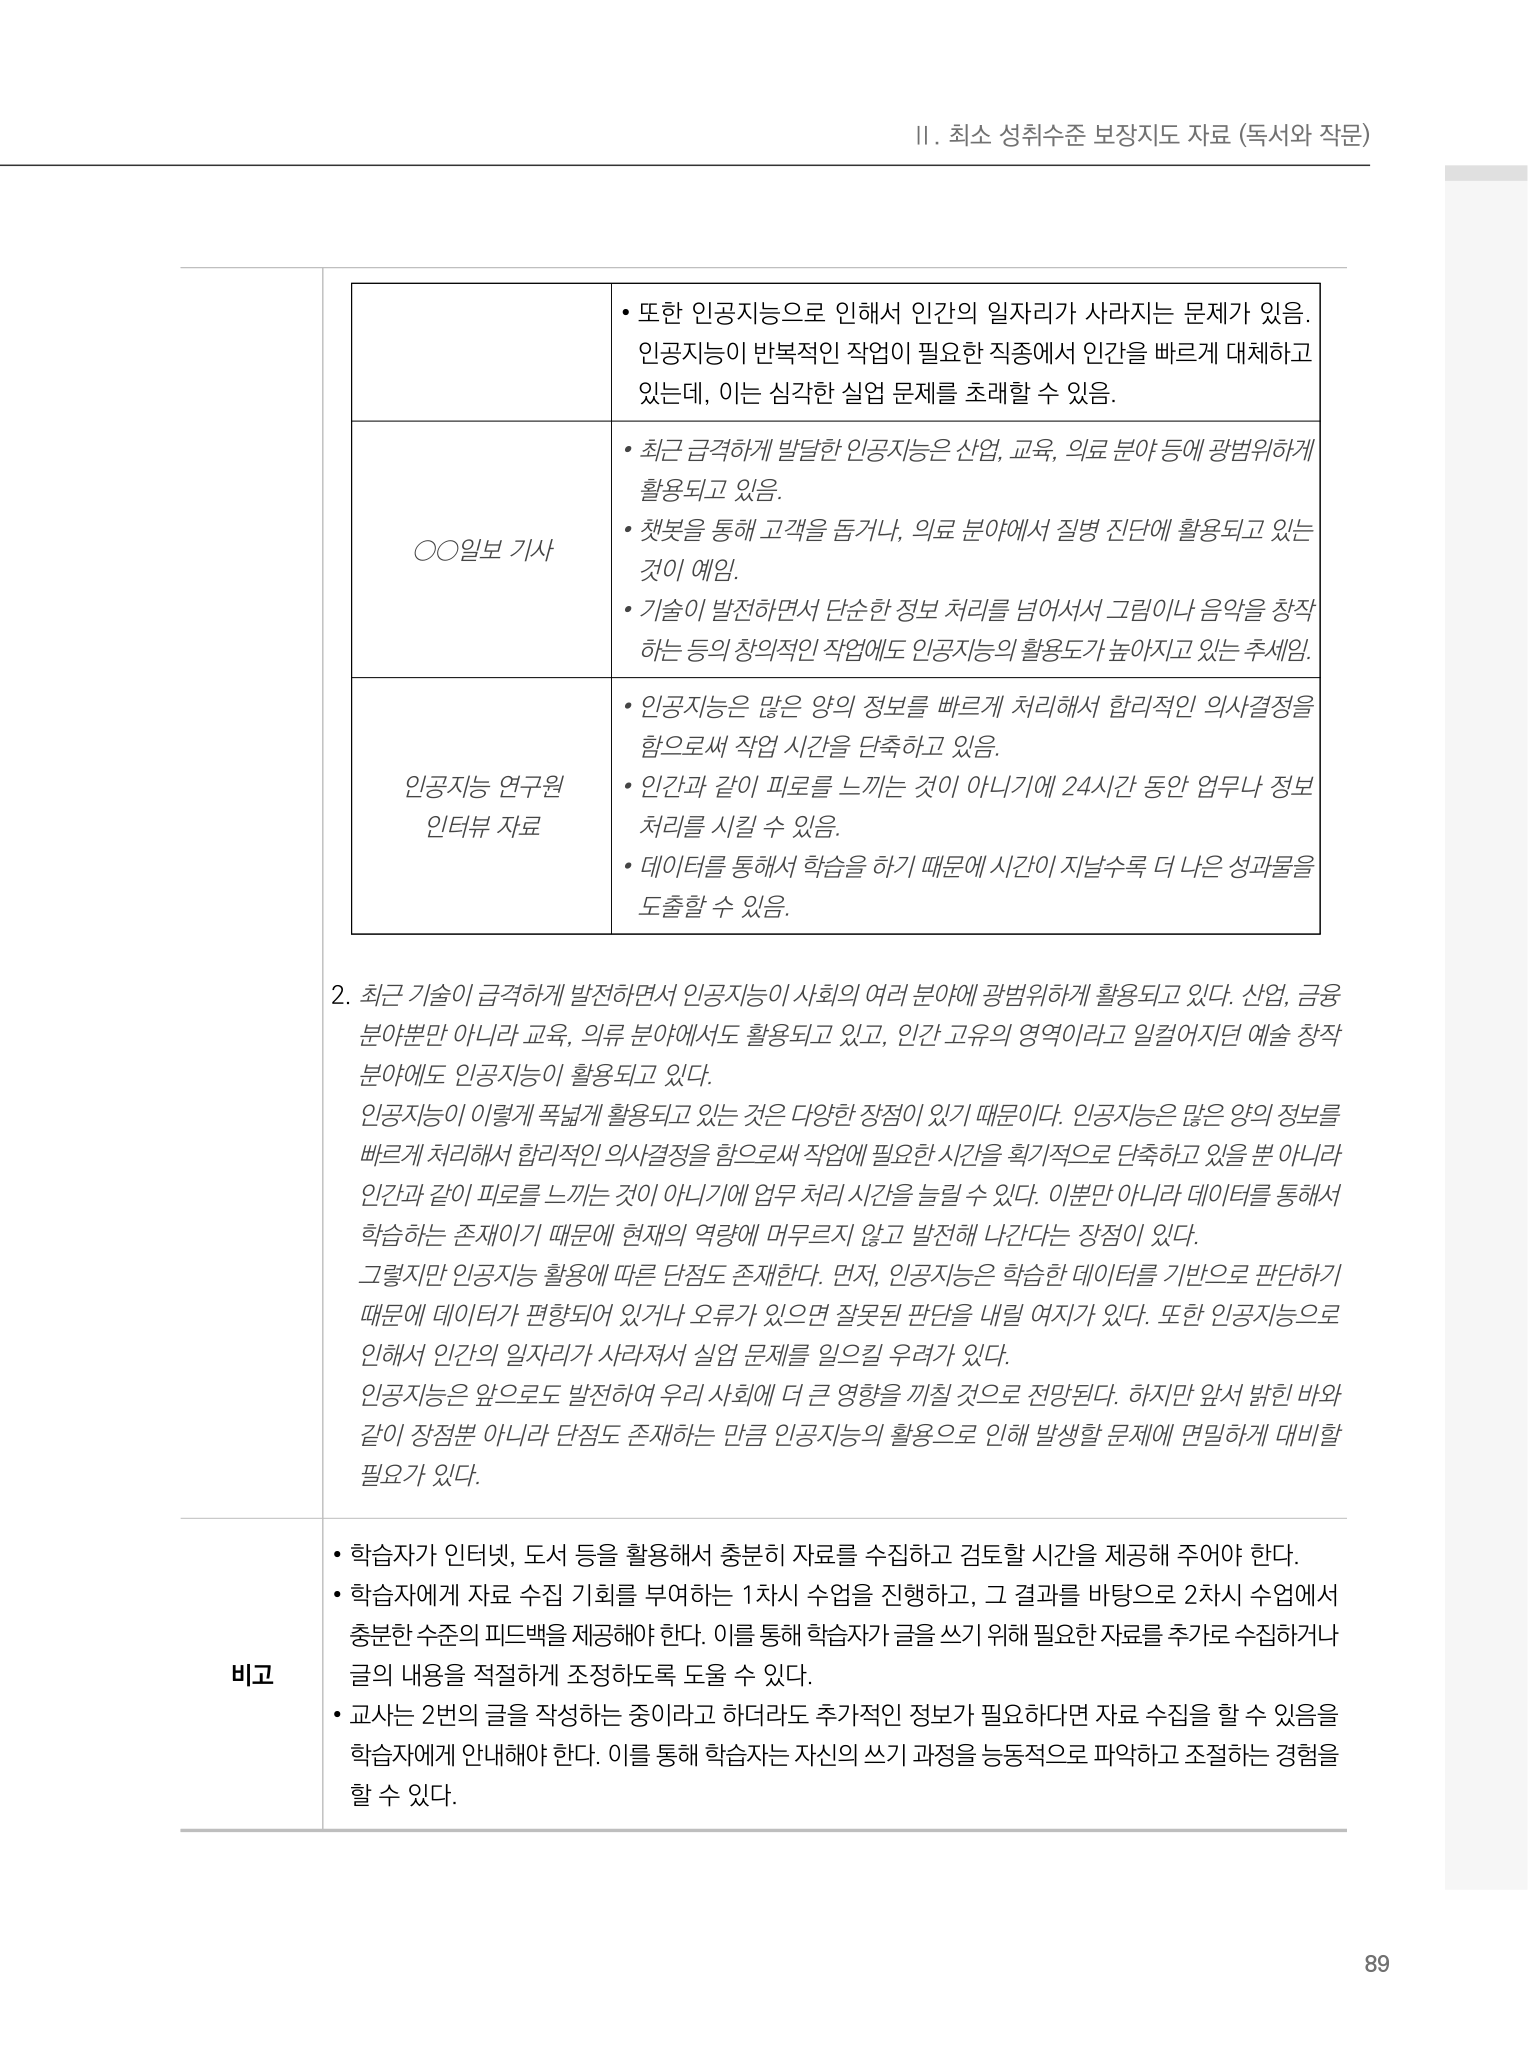 Ⅱ. 최소 성취수준 보장지도 자료 (독서와 작문)
• 또한 인공지능으로 인해서 인간의 일자리가 사라지는 문제가 있음.
인공지능이 반복적인 작업이 필요한 직종에서 인간을 빠르게 대체하고
있는데, 이는 심각한 실업 문제를 초래할 수 있음.
○○일보 기사
• 최근 급격하게 발달한 인공지능은 산업, 교육, 의료 분야 등에 광범위하게
활용되고 있음.
• 챗봇을 통해 고객을 돕거나, 의료 분야에서 질병 진단에 활용되고 있는
것이 예임.
• 기술이 발전하면서 단순한 정보 처리를 넘어서서 그림이나 음악을 창작
하는 등의 창의적인 작업에도 인공지능의 활용도가 높아지고 있는 추세임.
인공지능 연구원
인터뷰 자료
• 인공지능은 많은 양의 정보를 빠르게 처리해서 합리적인 의사결정을
함으로써 작업 시간을 단축하고 있음.
• 인간과 같이 피로를 느끼는 것이 아니기에 24시간 동안 업무나 정보
처리를 시킬 수 있음.
• 데이터를 통해서 학습을 하기 때문에 시간이 지날수록 더 나은 성과물을
도출할 수 있음.
2. 최근 기술이 급격하게 발전하면서 인공지능이 사회의 여러 분야에 광범위하게 활용되고 있다. 산업, 금융
분야뿐만 아니라 교육, 의류 분야에서도 활용되고 있고, 인간 고유의 영역이라고 일컬어지던 예술 창작
분야에도 인공지능이 활용되고 있다.
인공지능이 이렇게 폭넓게 활용되고 있는 것은 다양한 장점이 있기 때문이다. 인공지능은 많은 양의 정보를
빠르게 처리해서 합리적인 의사결정을 함으로써 작업에 필요한 시간을 획기적으로 단축하고 있을 뿐 아니라
인간과 같이 피로를 느끼는 것이 아니기에 업무 처리 시간을 늘릴 수 있다. 이뿐만 아니라 데이터를 통해서
학습하는 존재이기 때문에 현재의 역량에 머무르지 않고 발전해 나간다는 장점이 있다.
그렇지만 인공지능 활용에 따른 단점도 존재한다. 먼저, 인공지능은 학습한 데이터를 기반으로 판단하기
때문에 데이터가 편향되어 있거나 오류가 있으면 잘못된 판단을 내릴 여지가 있다. 또한 인공지능으로
인해서 인간의 일자리가 사라져서 실업 문제를 일으킬 우려가 있다.
인공지능은 앞으로도 발전하여 우리 사회에 더 큰 영향을 끼칠 것으로 전망된다. 하지만 앞서 밝힌 바와
같이 장점뿐 아니라 단점도 존재하는 만큼 인공지능의 활용으로 인해 발생할 문제에 면밀하게 대비할
필요가 있다.
비고
• 학습자가 인터넷, 도서 등을 활용해서 충분히 자료를 수집하고 검토할 시간을 제공해 주어야 한다.
• 학습자에게 자료 수집 기회를 부여하는 1차시 수업을 진행하고, 그 결과를 바탕으로 2차시 수업에서
충분한 수준의 피드백을 제공해야 한다. 이를 통해 학습자가 글을 쓰기 위해 필요한 자료를 추가로 수집하거나
글의 내용을 적절하게 조정하도록 도울 수 있다.
• 교사는 2번의 글을 작성하는 중이라고 하더라도 추가적인 정보가 필요하다면 자료 수집을 할 수 있음을
학습자에게 안내해야 한다. 이를 통해 학습자는 자신의 쓰기 과정을 능동적으로 파악하고 조절하는 경험을
할 수 있다.
89